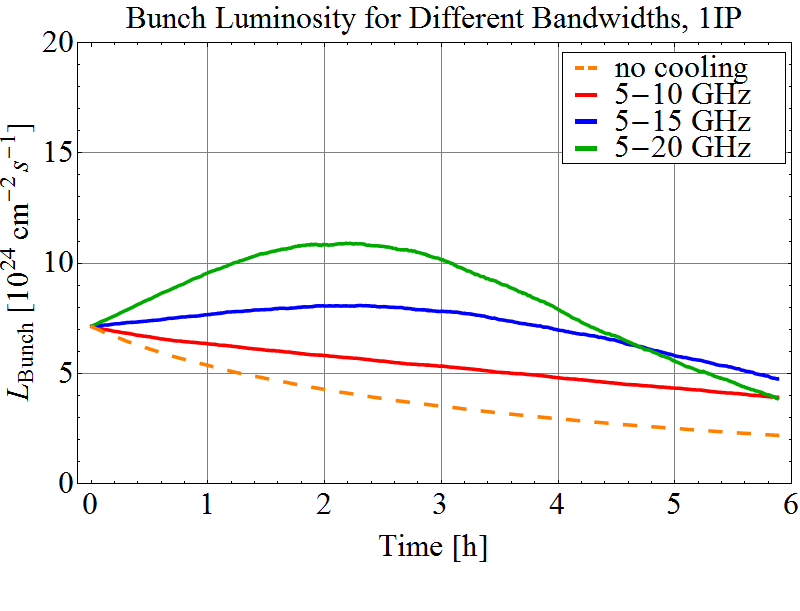 Bunch Luminosity for Different Bandwidths, 1IP
20
15
10
5
0
L_Bunch [10^24 cm^−2 s^−1]
no cooling
5−10 GHz
5−15 GHz
5−20 GHz
0 1 2 3 4 5 6
Time [h]